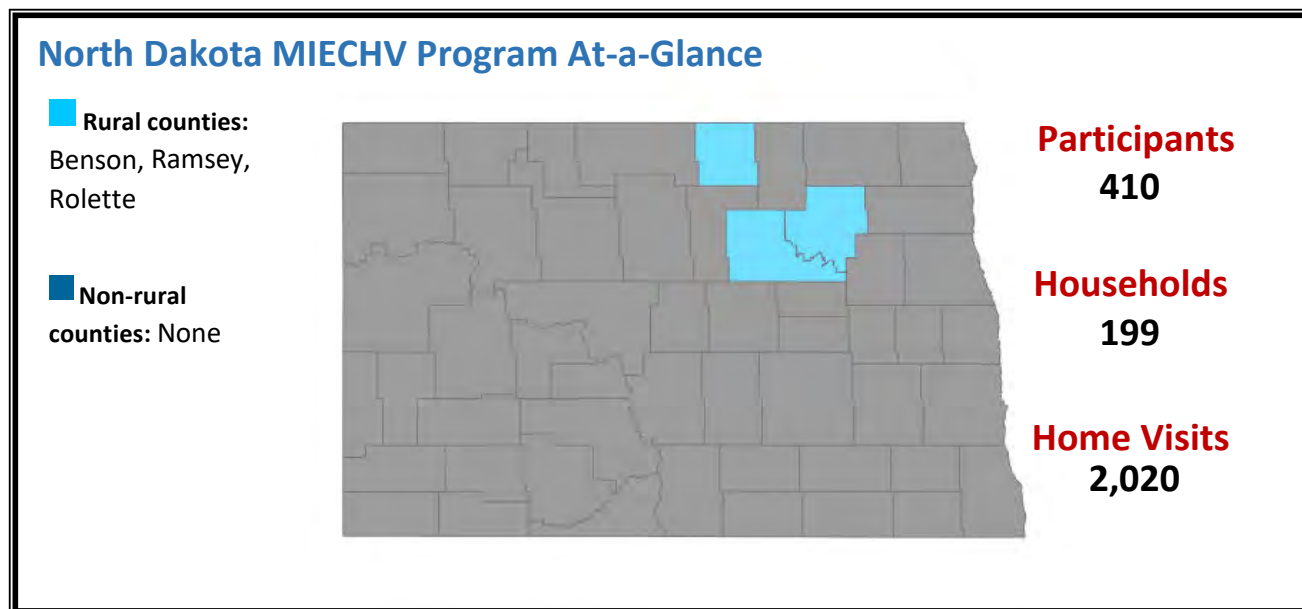 North Dakota MIECHV Program At-a-Glance
Rural counties:
Benson, Ramsey,
Rolette
Non-rural
counties: None
Participants
410
Households
199
Home Visits
2,020